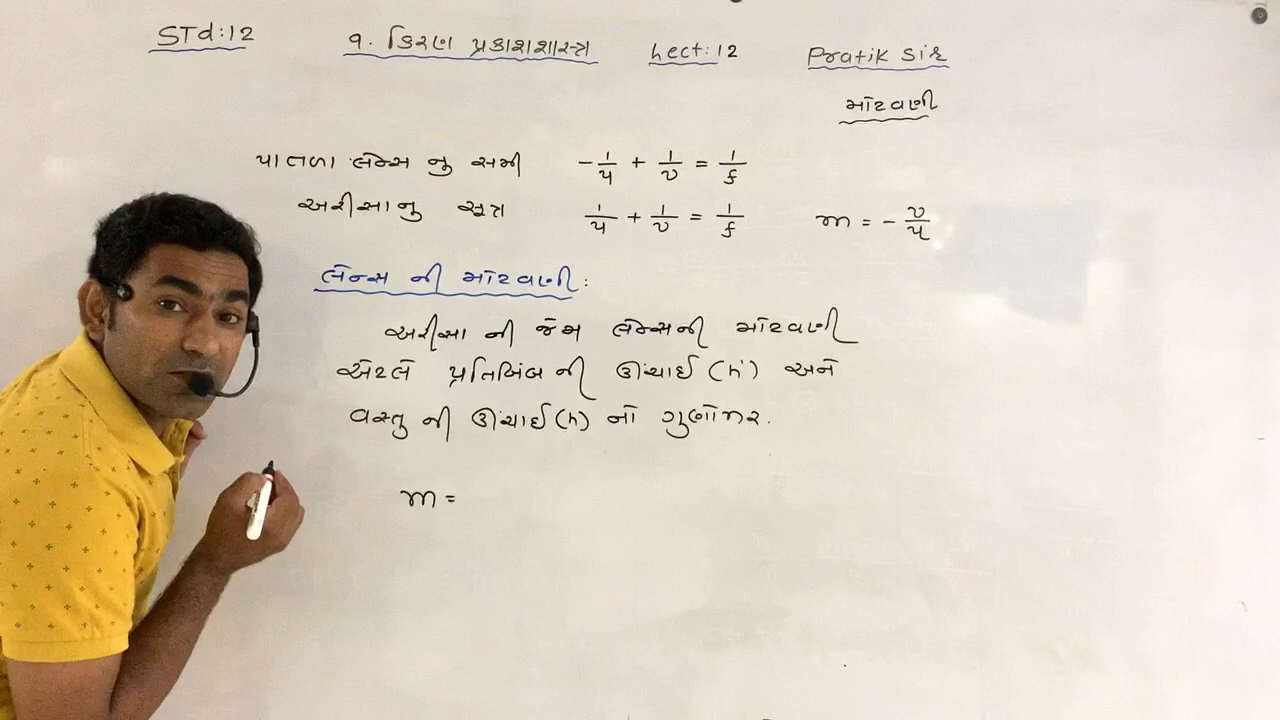 STd:12 ૧. કિરણ પ્રકાશશાસ્ત્ર Lect:12 Pratik Sir
મોટવણી
પાતળા લેન્સ નુ સમી -1/u + 1/v = 1/f
અરીસાનુ સૂત્ર 1/u + 1/v = 1/f m = - v/u
લેન્સ ની મોટવણી:
અરીસા ની જેમ લેન્સની મોટવણી
એટલે પ્રતિબિંબ ની ઊંચાઈ (h') અને
વસ્તુ ની ઊંચાઈ (h) નો ગુણોત્તર.
m =